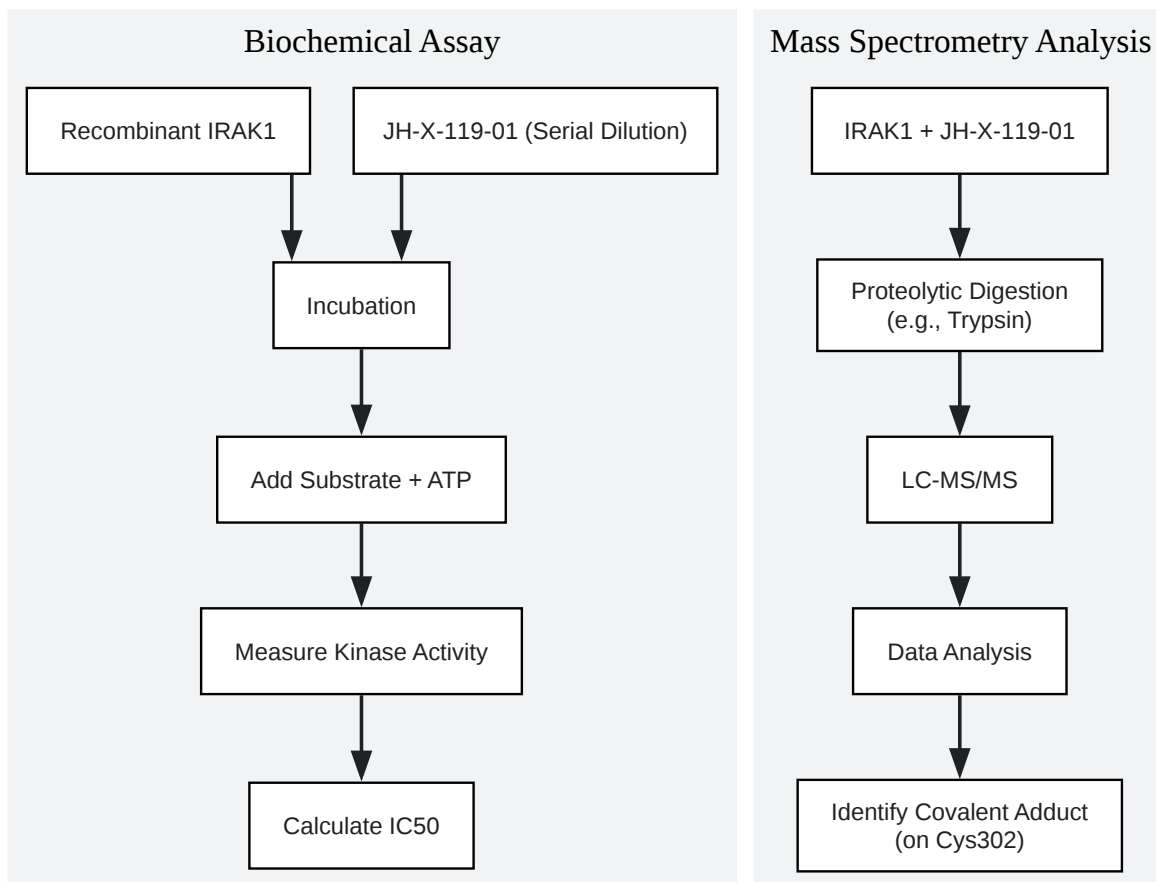 Biochemical Assay
Recombinant IRAK1
JH-X-119-01 (Serial Dilution)
Incubation
Add Substrate + ATP
Measure Kinase Activity
Calculate IC50
Mass Spectrometry Analysis
IRAK1 + JH-X-119-01
Proteolytic Digestion
(e.g., Trypsin)
LC-MS/MS
Data Analysis
Identify Covalent Adduct
(on Cys302)